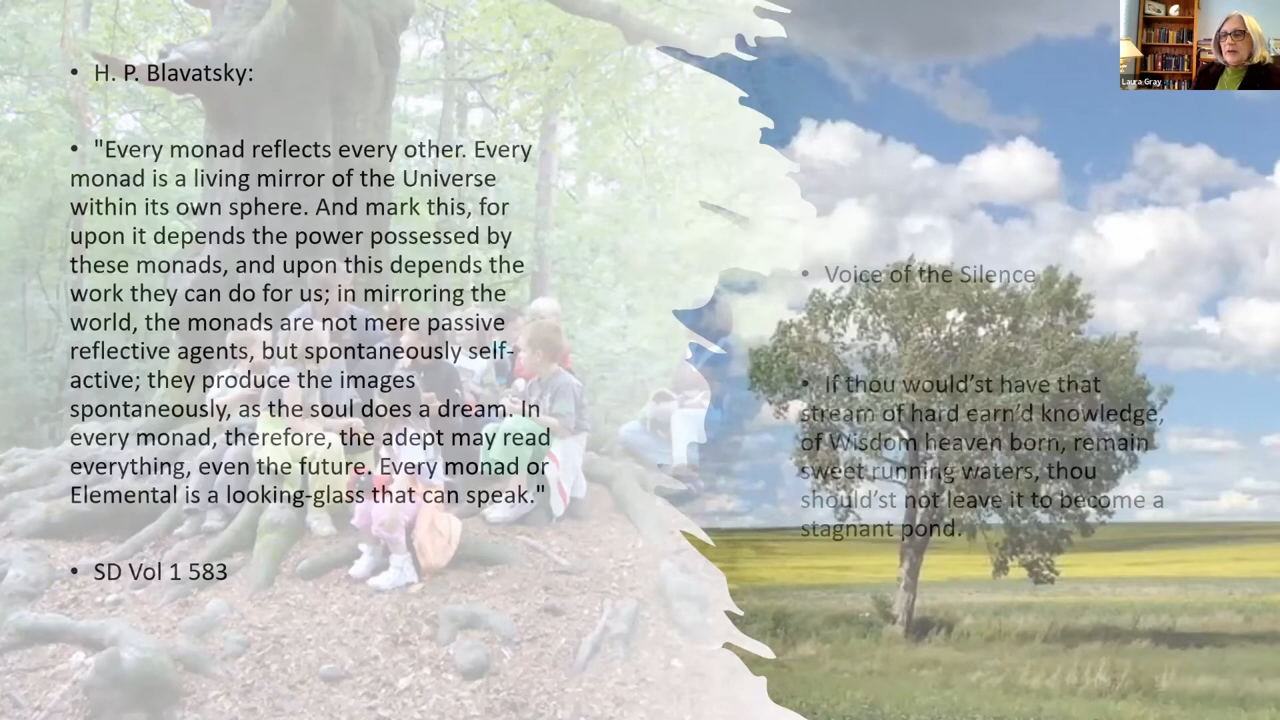 • H. P. Blavatsky:
• "Every monad reflects every other. Every
monad is a living mirror of the Universe
within its own sphere. And mark this, for
upon it depends the power possessed by
these monads, and upon this depends the
work they can do for us; in mirroring the
world, the monads are not mere passive
reflective agents, but spontaneously self-
active; they produce the images
spontaneously, as the soul does a dream. In
every monad, therefore, the adept may read
everything, even the future. Every monad or
Elemental is a looking-glass that can speak."
• SD Vol 1 583
• Voice of the Silence
• If thou would’st have that
stream of hard earn’d knowledge,
of Wisdom heaven born, remain
sweet running waters, thou
should’st not leave it to become a
stagnant pond.
Laura Gray